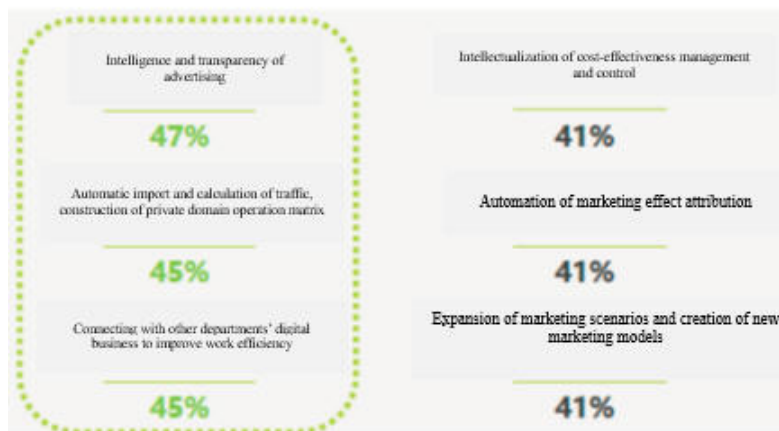 Intelligence and transparency of
advertising
47%
Automatic import and calculation of traffic,
construction of private domain operation matrix
45%
Connecting with other departments' digital
business to improve work efficiency
45%
Intellectualization of cost-effectiveness management
and control
41%
Automation of marketing effect attribution
41%
Expansion of marketing scenarios and creation of new
marketing models
41%